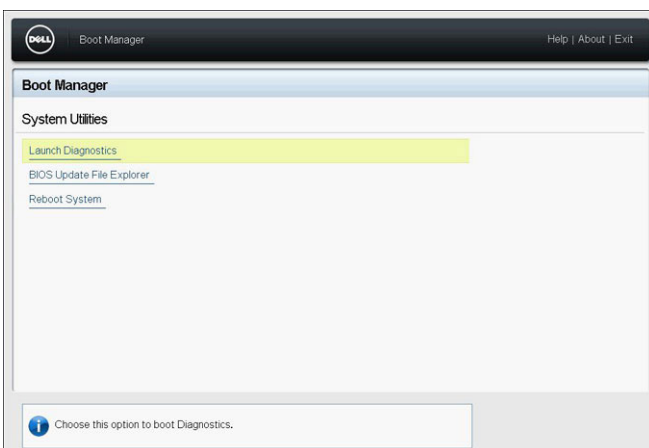 DELL Boot Manager Help | About | Exit
Boot Manager
System Utilities
Launch Diagnostics
BIOS Update File Explorer
Reboot System
Choose this option to boot Diagnostics.